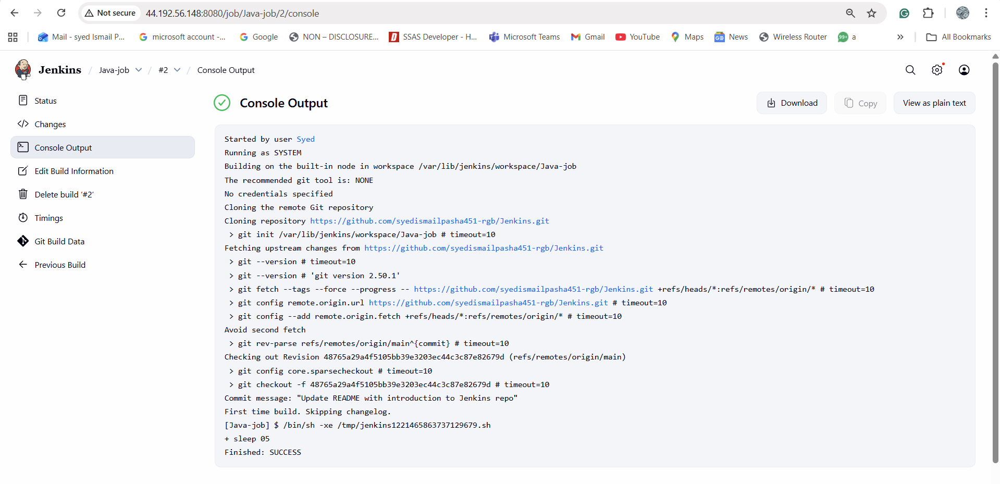 Not secure 44.192.56.148:8080/job/Java-job/2/console
Mail - syed Ismail P... microsoft account -... Google NON – DISCLOSURE... SSAS Developer - H... Microsoft Teams Gmail YouTube Maps News Wireless Router 99+ a » All Bookmarks
Jenkins / Java-job / #2 / Console Output
Status
Changes
Console Output
Edit Build Information
Delete build ‘#2’
Timings
Git Build Data
Previous Build
Console Output
Download Copy View as plain text
Started by user Syed
Running as SYSTEM
Building on the built-in node in workspace /var/lib/jenkins/workspace/Java-job
The recommended git tool is: NONE
No credentials specified
Cloning the remote Git repository
Cloning repository https://github.com/syedismailpasha451-rgb/Jenkins.git
> git init /var/lib/jenkins/workspace/Java-job # timeout=10
Fetching upstream changes from https://github.com/syedismailpasha451-rgb/Jenkins.git
> git --version # timeout=10
> git --version # 'git version 2.50.1'
> git fetch --tags --force --progress -- https://github.com/syedismailpasha451-rgb/Jenkins.git +refs/heads/*:refs/remotes/origin/* # timeout=10
> git config remote.origin.url https://github.com/syedismailpasha451-rgb/Jenkins.git # timeout=10
> git config --add remote.origin.fetch +refs/heads/*:refs/remotes/origin/* # timeout=10
Avoid second fetch
> git rev-parse refs/remotes/origin/main^{commit} # timeout=10
Checking out Revision 48765a29a4f5105bb39e3203ec44c3c87e82679d (refs/remotes/origin/main)
> git config core.sparsecheckout # timeout=10
> git checkout -f 48765a29a4f5105bb39e3203ec44c3c87e82679d # timeout=10
Commit message: "Update README with introduction to Jenkins repo"
First time build. Skipping changelog.
[Java-job] $ /bin/sh -xe /tmp/jenkins1221465863737129679.sh
+ sleep 05
Finished: SUCCESS